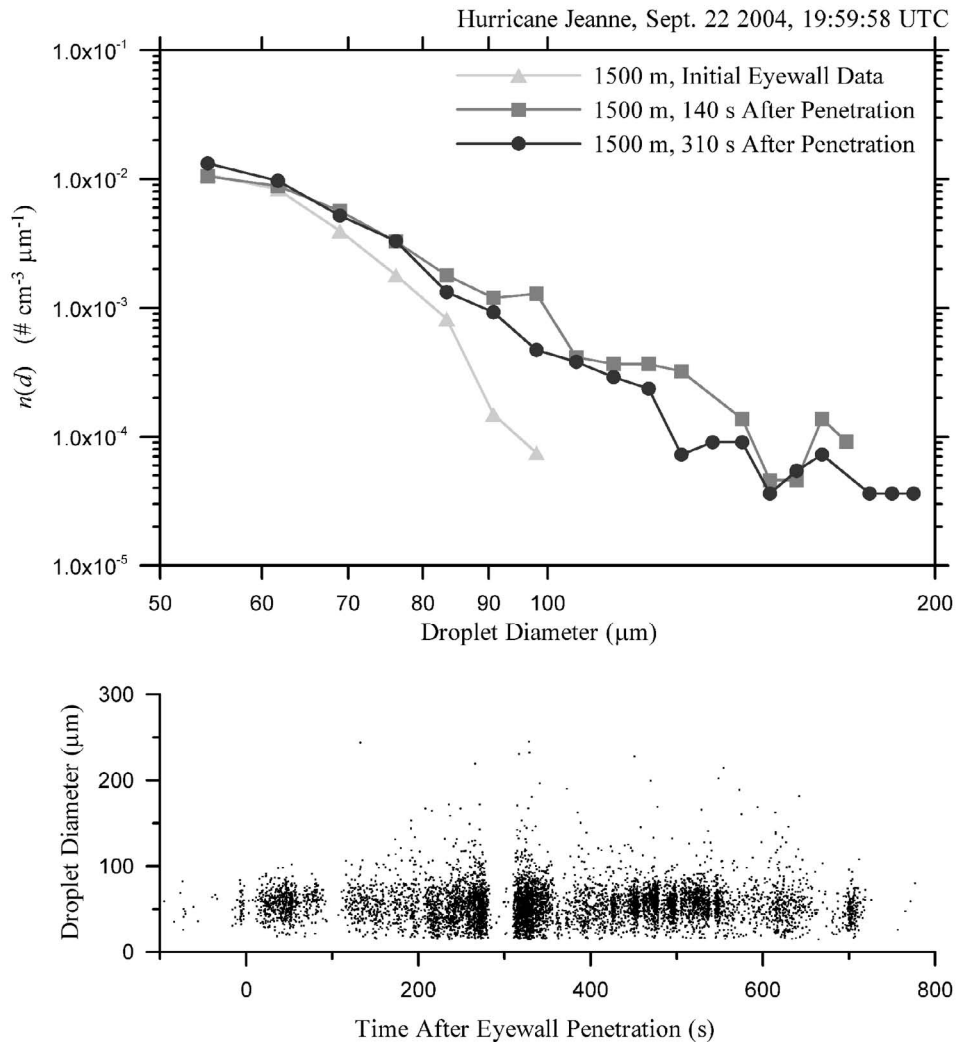 Hurricane Jeanne, Sept. 22 2004, 19:59:58 UTC
1.0x10⁻¹
1500 m, Initial Eyewall Data
1500 m, 140 s After Penetration
1500 m, 310 s After Penetration
1.0x10⁻²
n(d) (# cm⁻³ μm⁻¹)
1.0x10⁻³
1.0x10⁻⁴
1.0x10⁻⁵
50 60 70 80 90 100 200
Droplet Diameter (μm)
300
200
Droplet Diameter (μm)
100
0
0 200 400 600 800
Time After Eyewall Penetration (s)